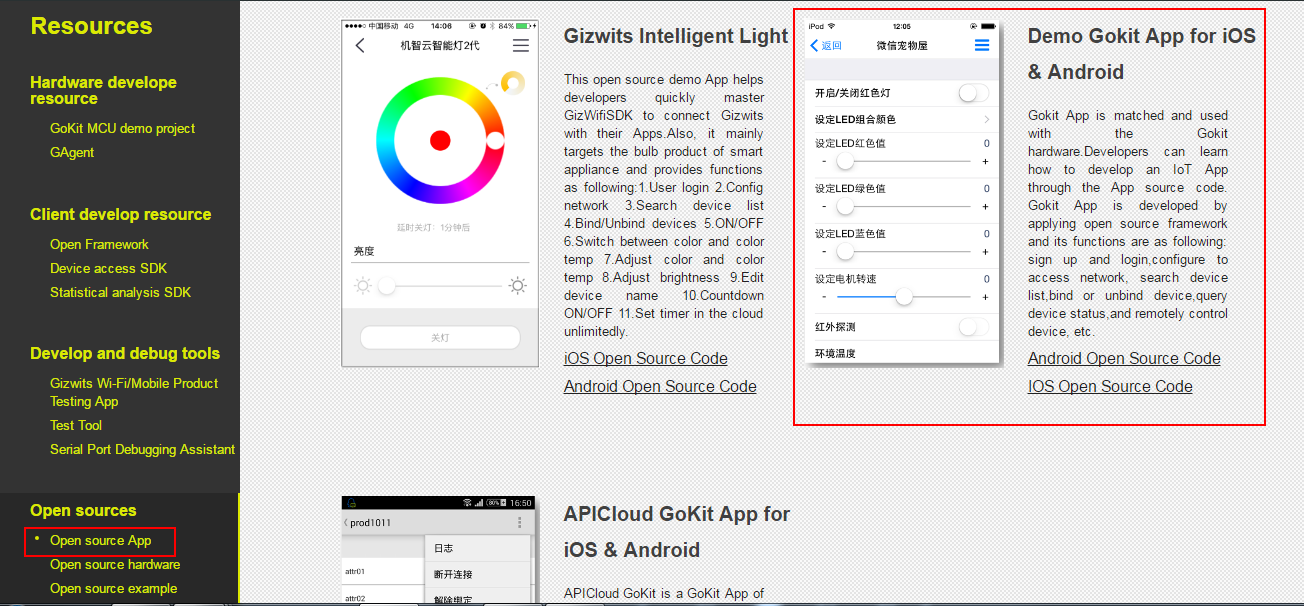 Resources
Hardware develope
resource
GoKit MCU demo project
GAgent
Client develop resource
Open Framework
Device access SDK
Statistical analysis SDK
Develop and debug tools
Gizwits Wi-Fi/Mobile Product
Testing App
Test Tool
Serial Port Debugging Assistant
Open sources
• Open source App
Open source hardware
Open source example
中国移动 4G 14:06 84%
机智云智能灯2代
延时关灯: 1分钟后
亮度
关灯
Gizwits Intelligent Light
This open source demo App helps
developers quickly master
GizWifiSDK to connect Gizwits
with their Apps.Also, it mainly
targets the bulb product of smart
appliance and provides functions
as following:1.User login 2.Config
network 3.Search device list
4.Bind/Unbind devices 5.ON/OFF
6.Switch between color and color
temp 7.Adjust color and color
temp 8.Adjust brightness 9.Edit
device name 10.Countdown
ON/OFF 11.Set timer in the cloud
unlimitedly.
iOS Open Source Code
Android Open Source Code
iPod 12:05
返回 微信宠物屋
开启/关闭红色灯
设定LED组合颜色
设定LED红色值 0
- +
设定LED绿色值 0
- +
设定LED蓝色值 0
- +
设定电机转速 0
- +
红外探测
环境温度
Demo Gokit App for iOS
& Android
Gokit App is matched and used
with the Gokit
hardware.Developers can learn
how to develop an IoT App
through the App source code.
Gokit App is developed by
applying open source framework
and its functions are as following:
sign up and login,configure to
access network, search device
list,bind or unbind device,query
device status,and remotely control
device, etc.
Android Open Source Code
IOS Open Source Code
80% 16:50
prod1011
日志
attr01
断开连接
attr02
解除绑定
APICloud GoKit App for
iOS & Android
APICloud GoKit is a GoKit App of